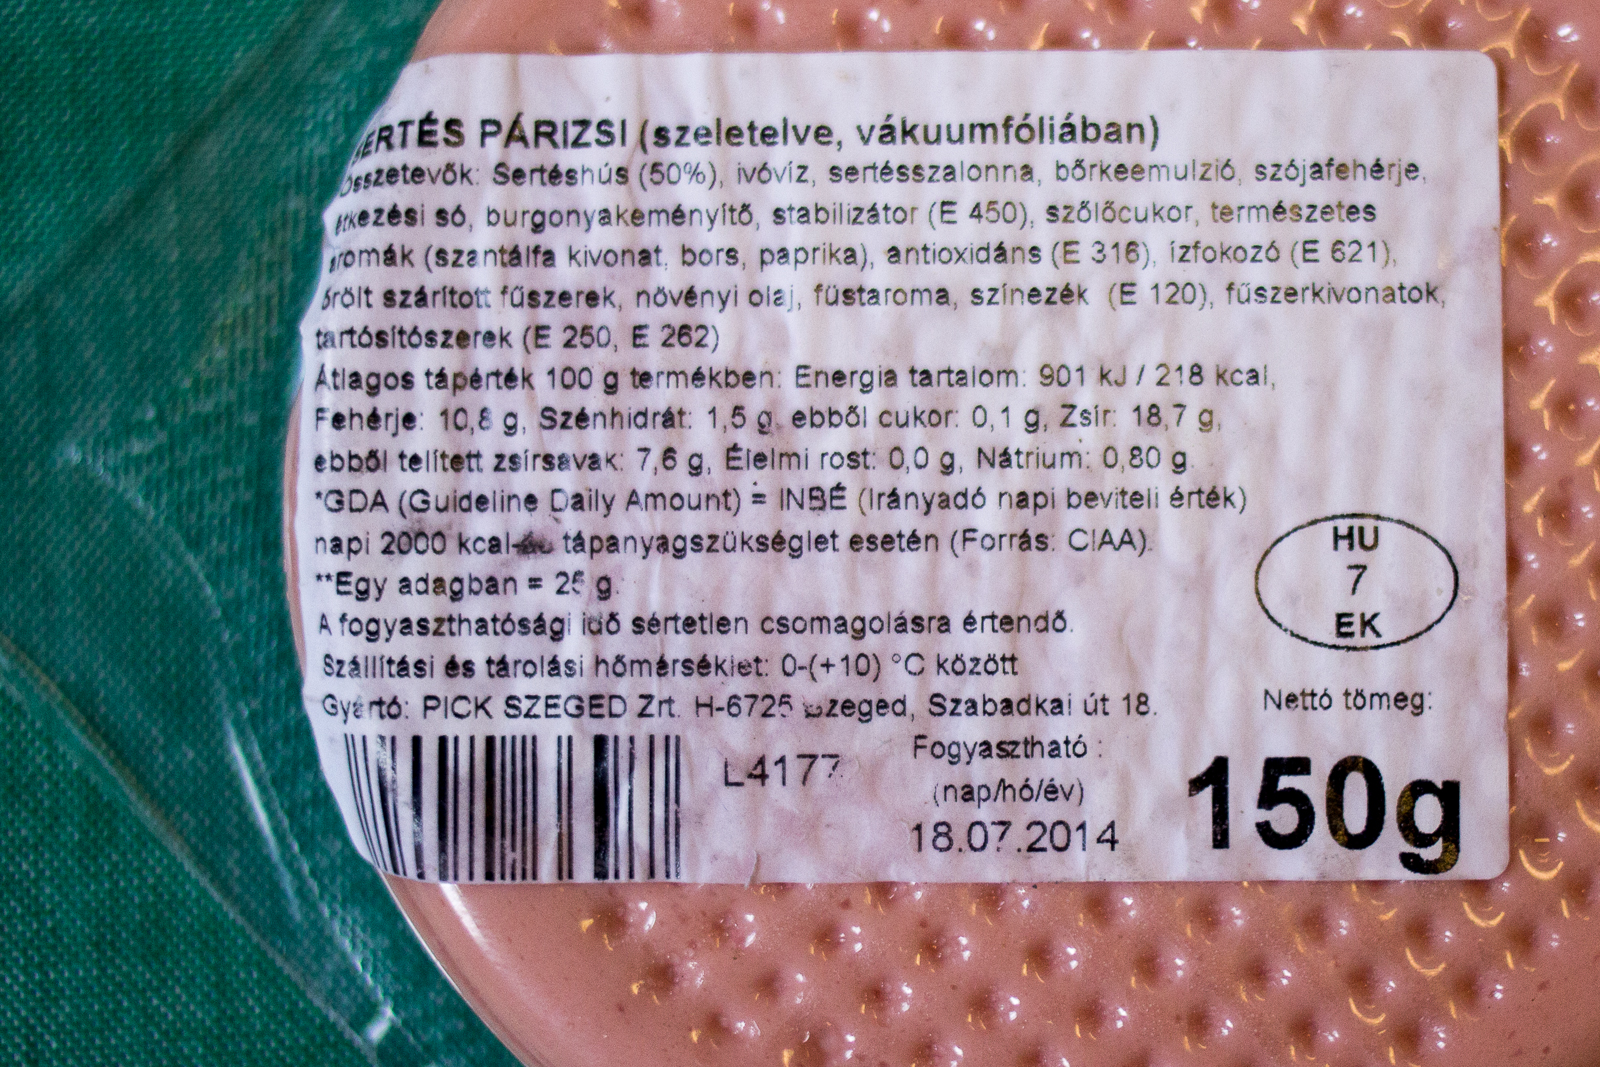 SERTÉS PÁRIZSI (szeletelve, vákuumfóliában)
Összetevők: Sertéshús (50%), ivóvíz, sertésszalonna, bőrkeemulzió, szójafehérje,
étkezési só, burgonyakeményítő, stabilizátor (E 450), szőlőcukor, természetes
aromák (szantálfa kivonat, bors, paprika), antioxidáns (E 316), ízfokozó (E 621),
őrölt szárított fűszerek, növényi olaj, füstaroma, színezék (E 120), fűszerkivonatok,
tartósítószerek (E 250, E 262)
Átlagos tápérték 100 g termékben: Energia tartalom: 901 kJ / 218 kcal,
Fehérje: 10,8 g, Szénhidrát: 1,5 g, ebből cukor: 0,1 g, Zsír: 18,7 g,
ebből telített zsírsavak: 7,6 g, Élelmi rost: 0,0 g, Nátrium: 0,80 g.
*GDA (Guideline Daily Amount) = INBÉ (Irányadó napi beviteli érték)
napi 2000 kcal tápanyagszükséglet esetén (Forrás: CIAA).
**Egy adagban = 25 g.
A fogyaszthatósági idő sértetlen csomagolásra értendő.
Szállítási és tárolási hőmérséklet: 0-(+10) °C között
Gyártó: PICK SZEGED Zrt. H-6725 Szeged, Szabadkai út 18.
HU
7
EK
Nettó tömeg:
150g
L4177
Fogyasztható :
(nap/hó/év)
18.07.2014